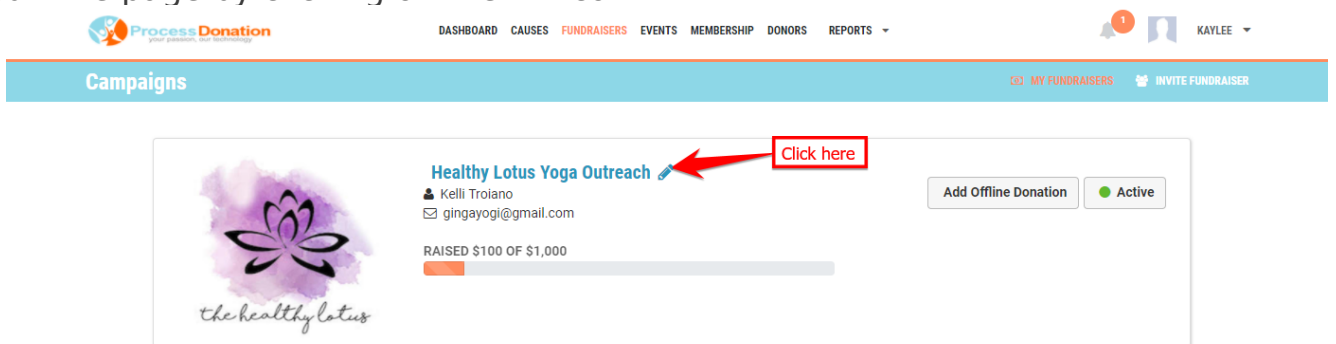 Process Donation
your passion, our technology
DASHBOARD CAUSES FUNDRAISERS EVENTS MEMBERSHIP DONORS REPORTS
1
KAYLEE
Campaigns
MY FUNDRAISERS INVITE FUNDRAISER
Healthy Lotus Yoga Outreach
Click here
Kelli Troiano
gingayogi@gmail.com
Add Offline Donation
Active
RAISED $100 OF $1,000
the healthy lotus